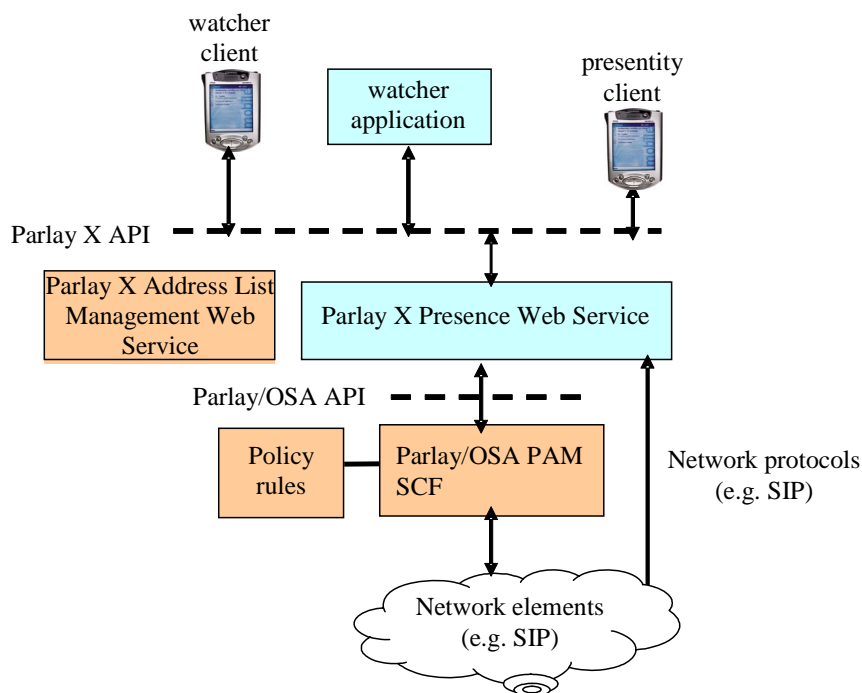 watcher
client
watcher
application
presentity
client
Parlay X API
Parlay X Address List
Management Web
Service
Parlay X Presence Web Service
Parlay/OSA API
Policy
rules
Parlay/OSA PAM
SCF
Network protocols
(e.g. SIP)
Network elements
(e.g. SIP)